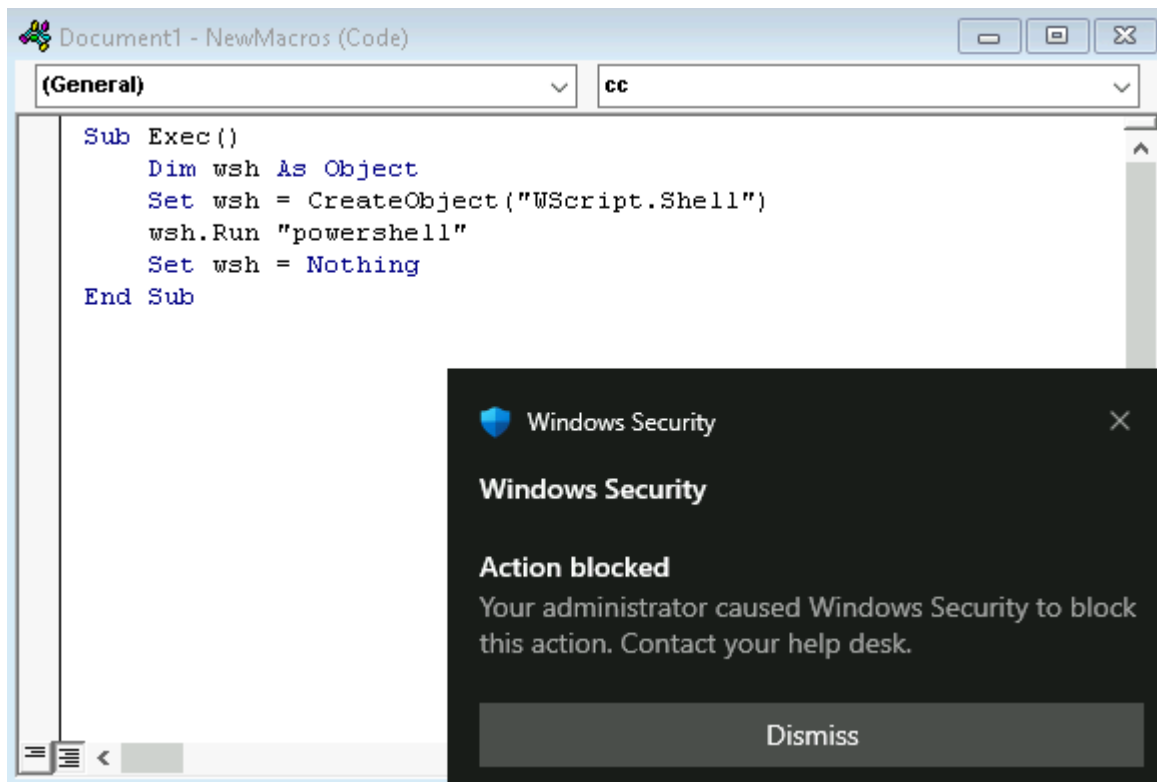 Document1 - NewMacros (Code)
(General)
cc
Sub Exec()
Dim wsh As Object
Set wsh = CreateObject("WScript.Shell")
wsh.Run "powershell"
Set wsh = Nothing
End Sub
Windows Security
Windows Security
Action blocked
Your administrator caused Windows Security to block
this action. Contact your help desk.
Dismiss